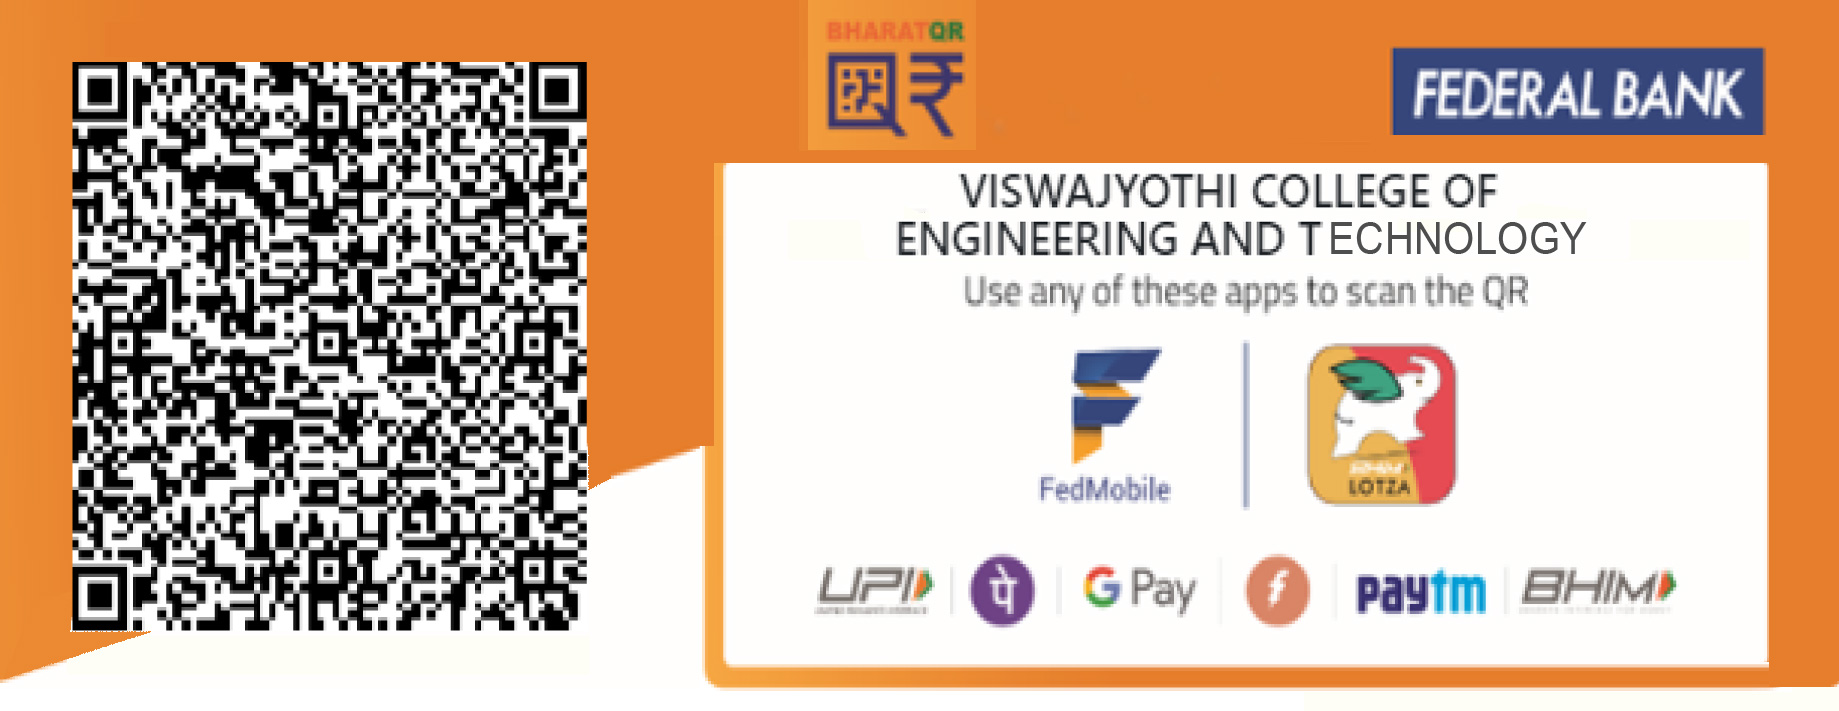 BHARATQR
FEDERAL BANK
VISWAJYOTHI COLLEGE OF
ENGINEERING AND TECHNOLOGY
Use any of these apps to scan the QR
FedMobile
LOTZA
UPI
पे
G Pay
paytm
BHIM